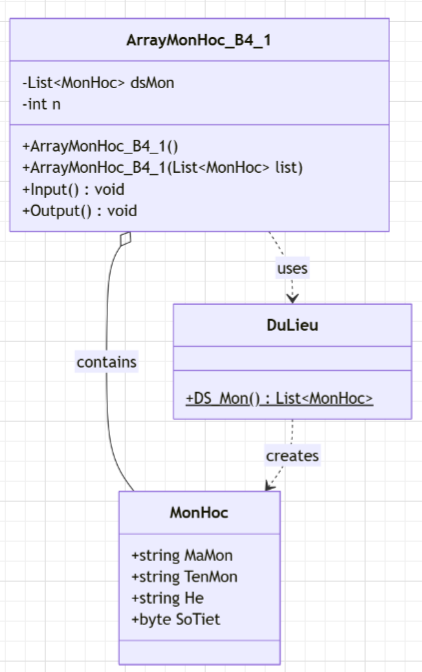 ArrayMonHoc_B4_1
-List<MonHoc> dsMon
-int n
+ArrayMonHoc_B4_1()
+ArrayMonHoc_B4_1(List<MonHoc> list)
+Input() : void
+Output() : void
uses
DuLieu
+DS_Mon() : List<MonHoc>
contains
creates
MonHoc
+string MaMon
+string TenMon
+string He
+byte SoTiet